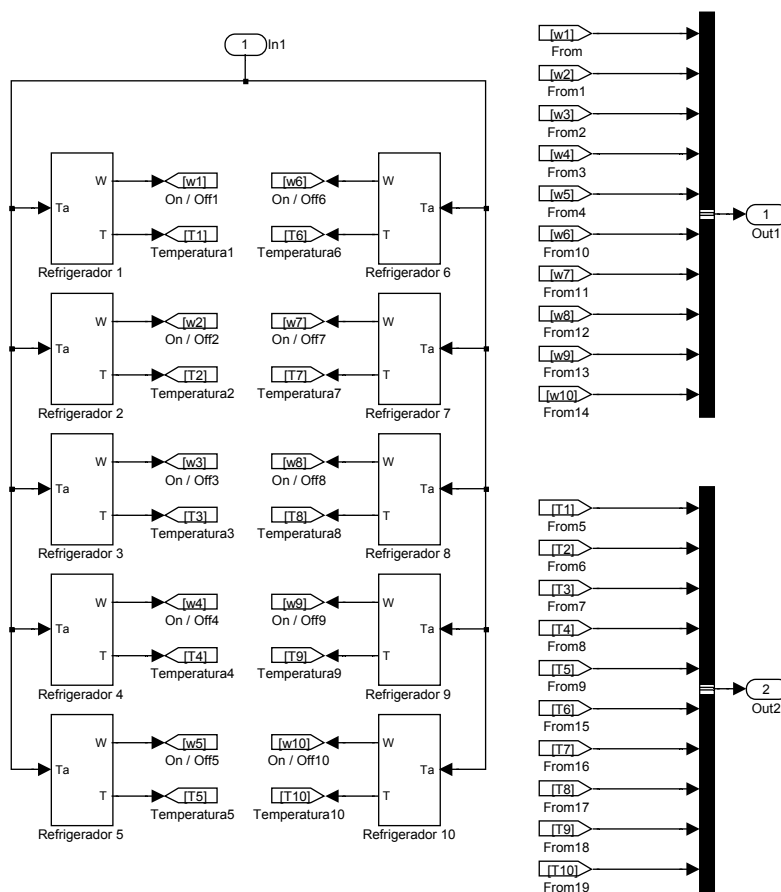 1
In1
Ta
W
T
[w1]
On / Off1
[T1]
Temperatura1
Refrigerador 1
[w6]
On / Off6
[T6]
Temperatura6
W
T
Ta
Refrigerador 6
Ta
W
T
[w2]
On / Off2
[T2]
Temperatura2
Refrigerador 2
[w7]
On / Off7
[T7]
Temperatura7
W
T
Ta
Refrigerador 7
Ta
W
T
[w3]
On / Off3
[T3]
Temperatura3
Refrigerador 3
[w8]
On / Off8
[T8]
Temperatura8
W
T
Ta
Refrigerador 8
Ta
W
T
[w4]
On / Off4
[T4]
Temperatura4
Refrigerador 4
[w9]
On / Off9
[T9]
Temperatura9
W
T
Ta
Refrigerador 9
Ta
W
T
[w5]
On / Off5
[T5]
Temperatura5
Refrigerador 5
[w10]
On / Off10
[T10]
Temperatura10
W
T
Ta
Refrigerador 10
[w1]
From
[w2]
From1
[w3]
From2
[w4]
From3
[w5]
From4
[w6]
From10
[w7]
From11
[w8]
From12
[w9]
From13
[w10]
From14
1
Out1
[T1]
From5
[T2]
From6
[T3]
From7
[T4]
From8
[T5]
From9
[T6]
From15
[T7]
From16
[T8]
From17
[T9]
From18
[T10]
From19
2
Out2